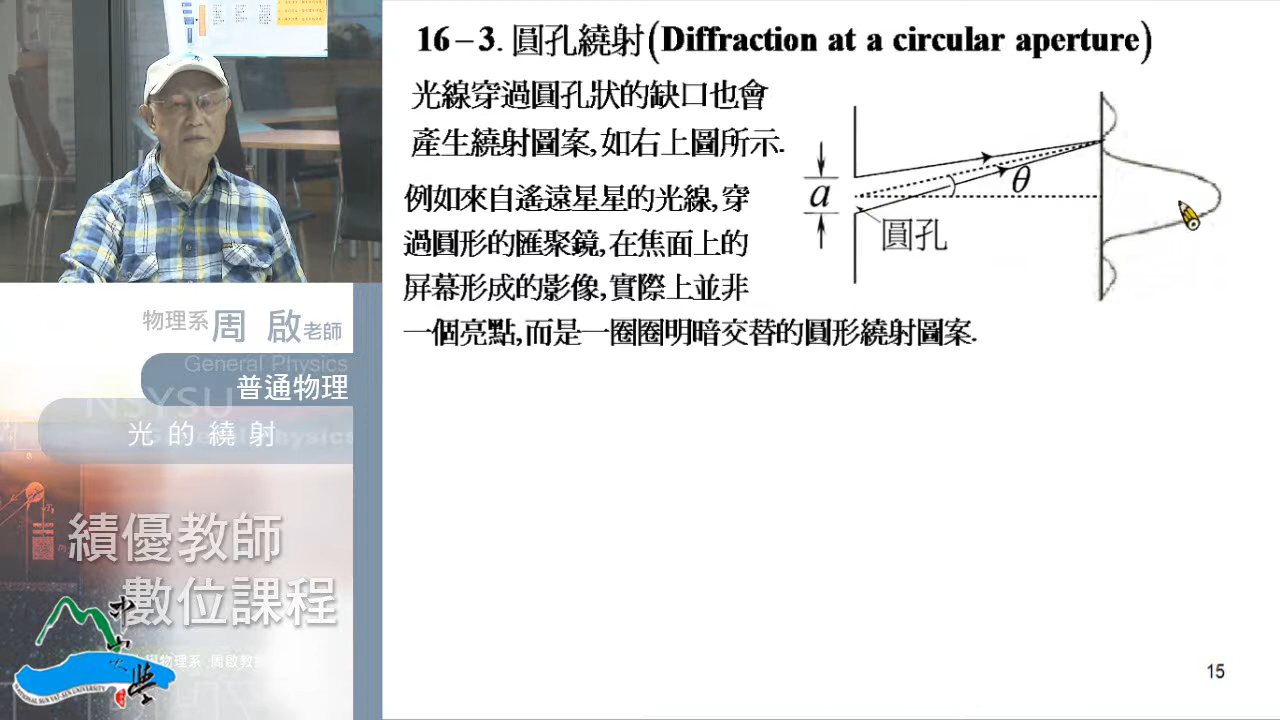 16－3. 圓孔繞射(Diffraction at a circular aperture)
光線穿過圓孔狀的缺口也會
產生繞射圖案,如右上圖所示.
例如來自遙遠星星的光線,穿
過圓形的匯聚鏡,在焦面上的
屏幕形成的影像,實際上並非
一個亮點,而是一圈圈明暗交替的圓形繞射圖案.
a
θ
圓孔
物理系 周 啟 老師
General Physics
普通物理
NSYSU
光的繞射
績優教師
數位課程
15